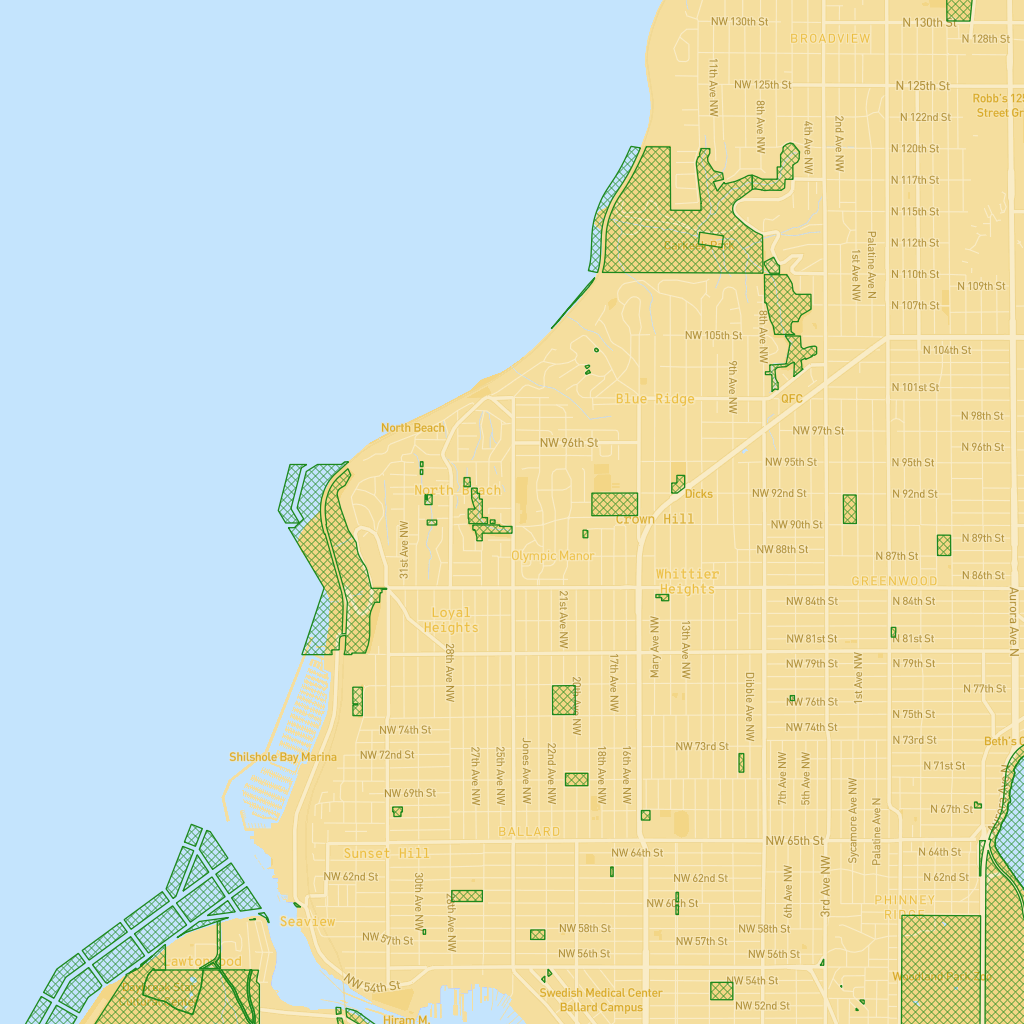 NW 130th St
N 130th St
BROADVIEW
N 128th St
11th Ave NW
NW 125th St
N 125th St
8th Ave NW
Robb's 125
Street Gr
4th Ave NW
2nd Ave NW
N 122nd St
N 120th St
N 117th St
N 115th St
N 112th St
Palatine Ave N
1st Ave NW
N 110th St
N 109th St
N 107th St
8th Ave NW
NW 105th St
N 104th St
9th Ave NW
N 101st St
Blue Ridge
QFC
N 98th St
North Beach
NW 97th St
NW 96th St
N 96th St
NW 95th St
N 95th St
North Beach
Dicks
NW 92nd St
N 92nd St
Crown Hill
NW 90th St
N 89th St
31st Ave NW
Olympic Manor
NW 88th St
N 87th St
Whittier
Heights
GREENWOOD
N 86th St
21st Ave NW
NW 84th St
N 84th St
Aurora Ave N
Loyal
Heights
Mary Ave NW
13th Ave NW
NW 81st St
N 81st St
28th Ave NW
17th Ave NW
NW 79th St
N 79th St
1st Ave NW
Dibble Ave NW
20th Ave NW
N 77th St
NW 76th St
N 75th St
NW 74th St
NW 74th St
NW 73rd St
N 73rd St
Beth's C
Shilshole Bay Marina
NW 72nd St
27th Ave NW
25th Ave NW
Jones Ave NW
22nd Ave NW
18th Ave NW
16th Ave NW
7th Ave NW
5th Ave NW
N 71st St
Aurora Ave N
NW 69th St
Sycamore Ave NW
Palatine Ave N
N 67th St
BALLARD
NW 65th St
Sunset Hill
NW 64th St
N 64th St
NW 62nd St
30th Ave NW
NW 62nd St
6th Ave NW
3rd Ave NW
N 62nd St
28th Ave NW
NW 60th St
PHINNEY
RIDGE
Seaview
NW 58th St
NW 58th St
NW 57th St
NW 57th St
NW 56th St
NW 56th St
Lawtonwood
Daybreak Star
Cultural Center
NW 54th St
NW 54th St
Woodland Park Zoo
Swedish Medical Center
Ballard Campus
NW 52nd St
Hiram M.